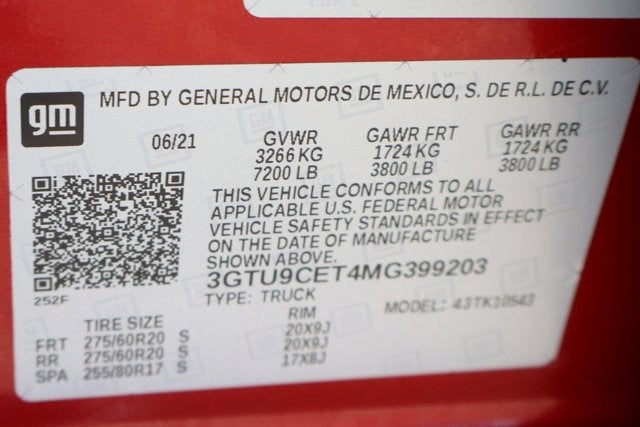 gm
MFD BY GENERAL MOTORS DE MEXICO, S. DE R.L. DE C.V.
06/21 GVWR GAWR FRT GAWR RR
3266 KG 1724 KG 1724 KG
7200 LB 3800 LB 3800 LB
THIS VEHICLE CONFORMS TO ALL
APPLICABLE U.S. FEDERAL MOTOR
VEHICLE SAFETY STANDARDS IN EFFECT
ON THE DATE OF MANUFACTURE
SHOWN ABOVE.
3GTU9CET4MG399203
252F
TYPE: TRUCK MODEL: 43TK10543
TIRE SIZE RIM
FRT 275/60R20 S 20X9J
RR 275/60R20 S 20X9J
SPA 255/80R17 S 17X8J